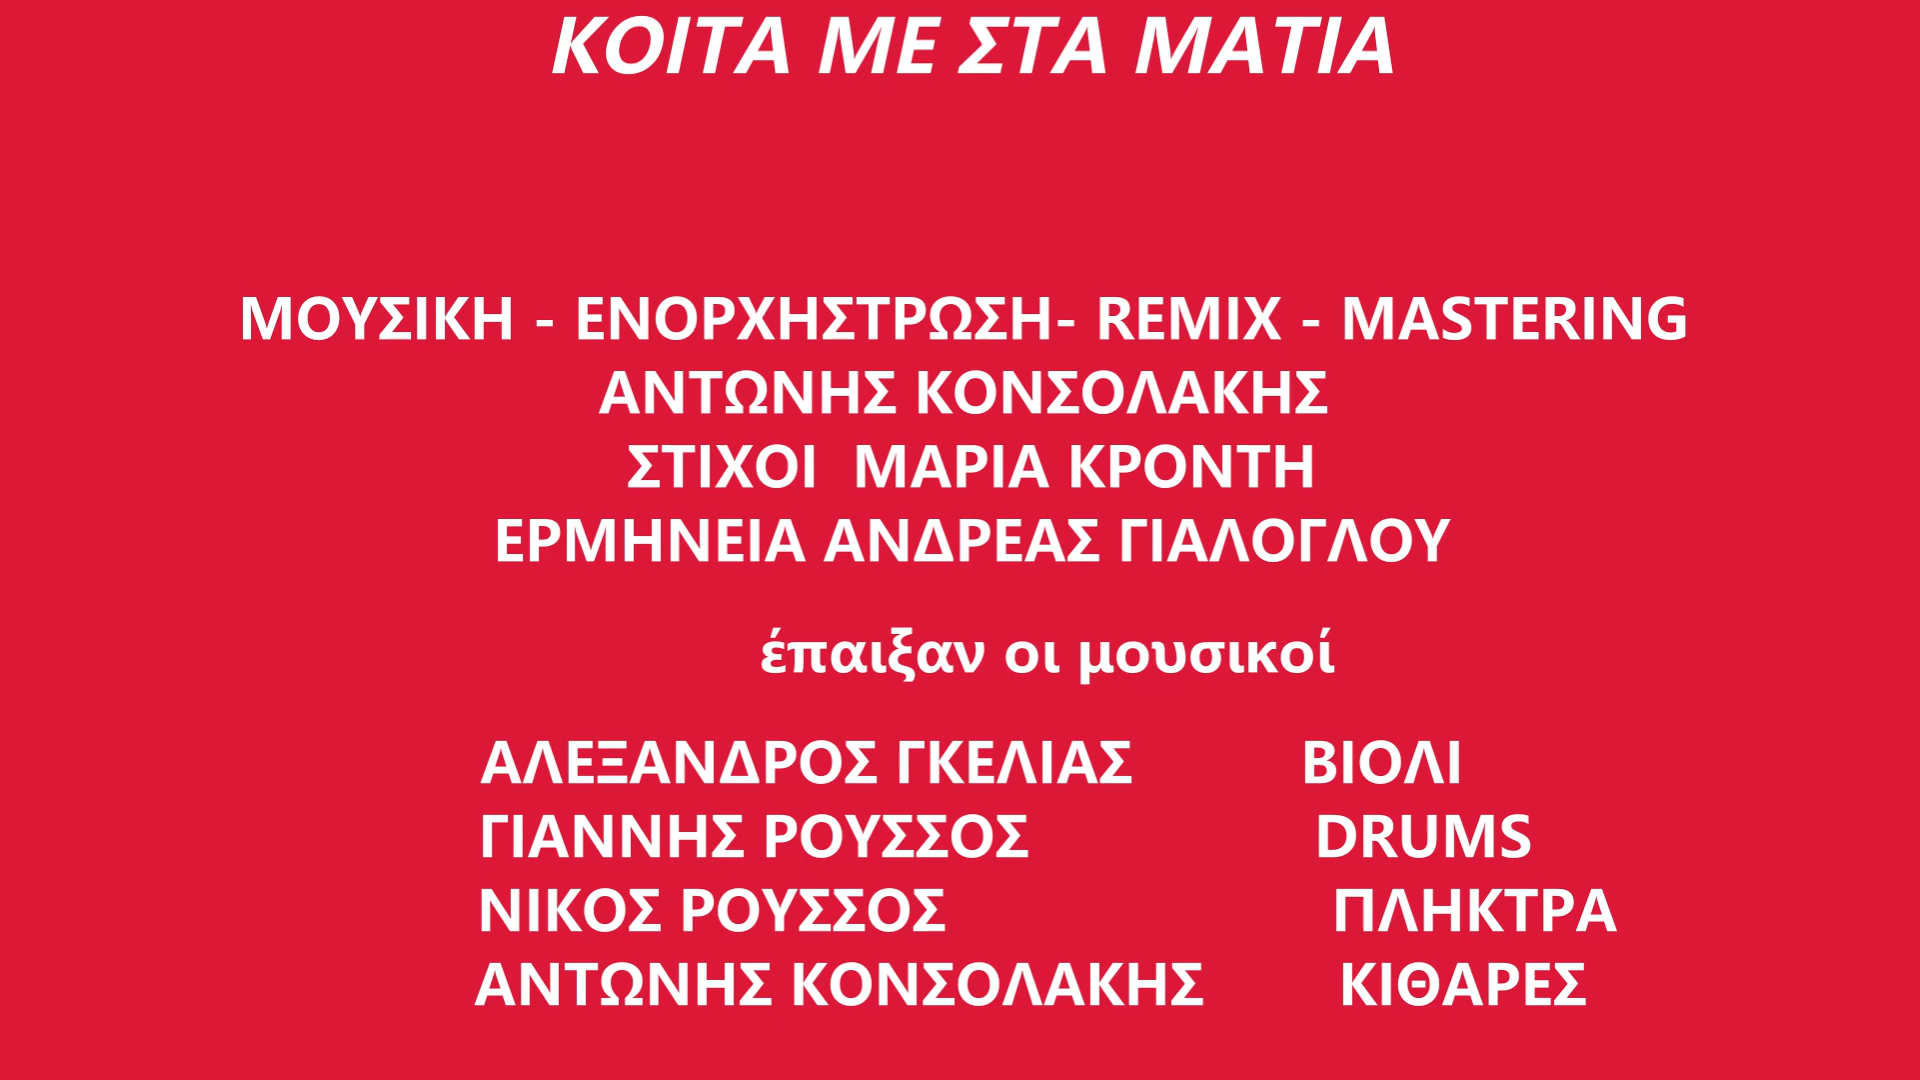 ΚΟΙΤΑ ΜΕ ΣΤΑ ΜΑΤΙΑ
ΜΟΥΣΙΚΗ - ΕΝΟΡΧΗΣΤΡΩΣΗ- REMIX - MASTERING
ΑΝΤΩΝΗΣ ΚΟΝΣΟΛΑΚΗΣ
ΣΤΙΧΟΙ ΜΑΡΙΑ ΚΡΟΝΤΗ
ΕΡΜΗΝΕΙΑ ΑΝΔΡΕΑΣ ΓΙΑΛΟΓΛΟΥ
έπαιξαν οι μουσικοί
ΑΛΕΞΑΝΔΡΟΣ ΓΚΕΛΙΑΣ ΒΙΟΛΙ
ΓΙΑΝΝΗΣ ΡΟΥΣΣΟΣ DRUMS
ΝΙΚΟΣ ΡΟΥΣΣΟΣ ΠΛΗΚΤΡΑ
ΑΝΤΩΝΗΣ ΚΟΝΣΟΛΑΚΗΣ ΚΙΘΑΡΕΣ